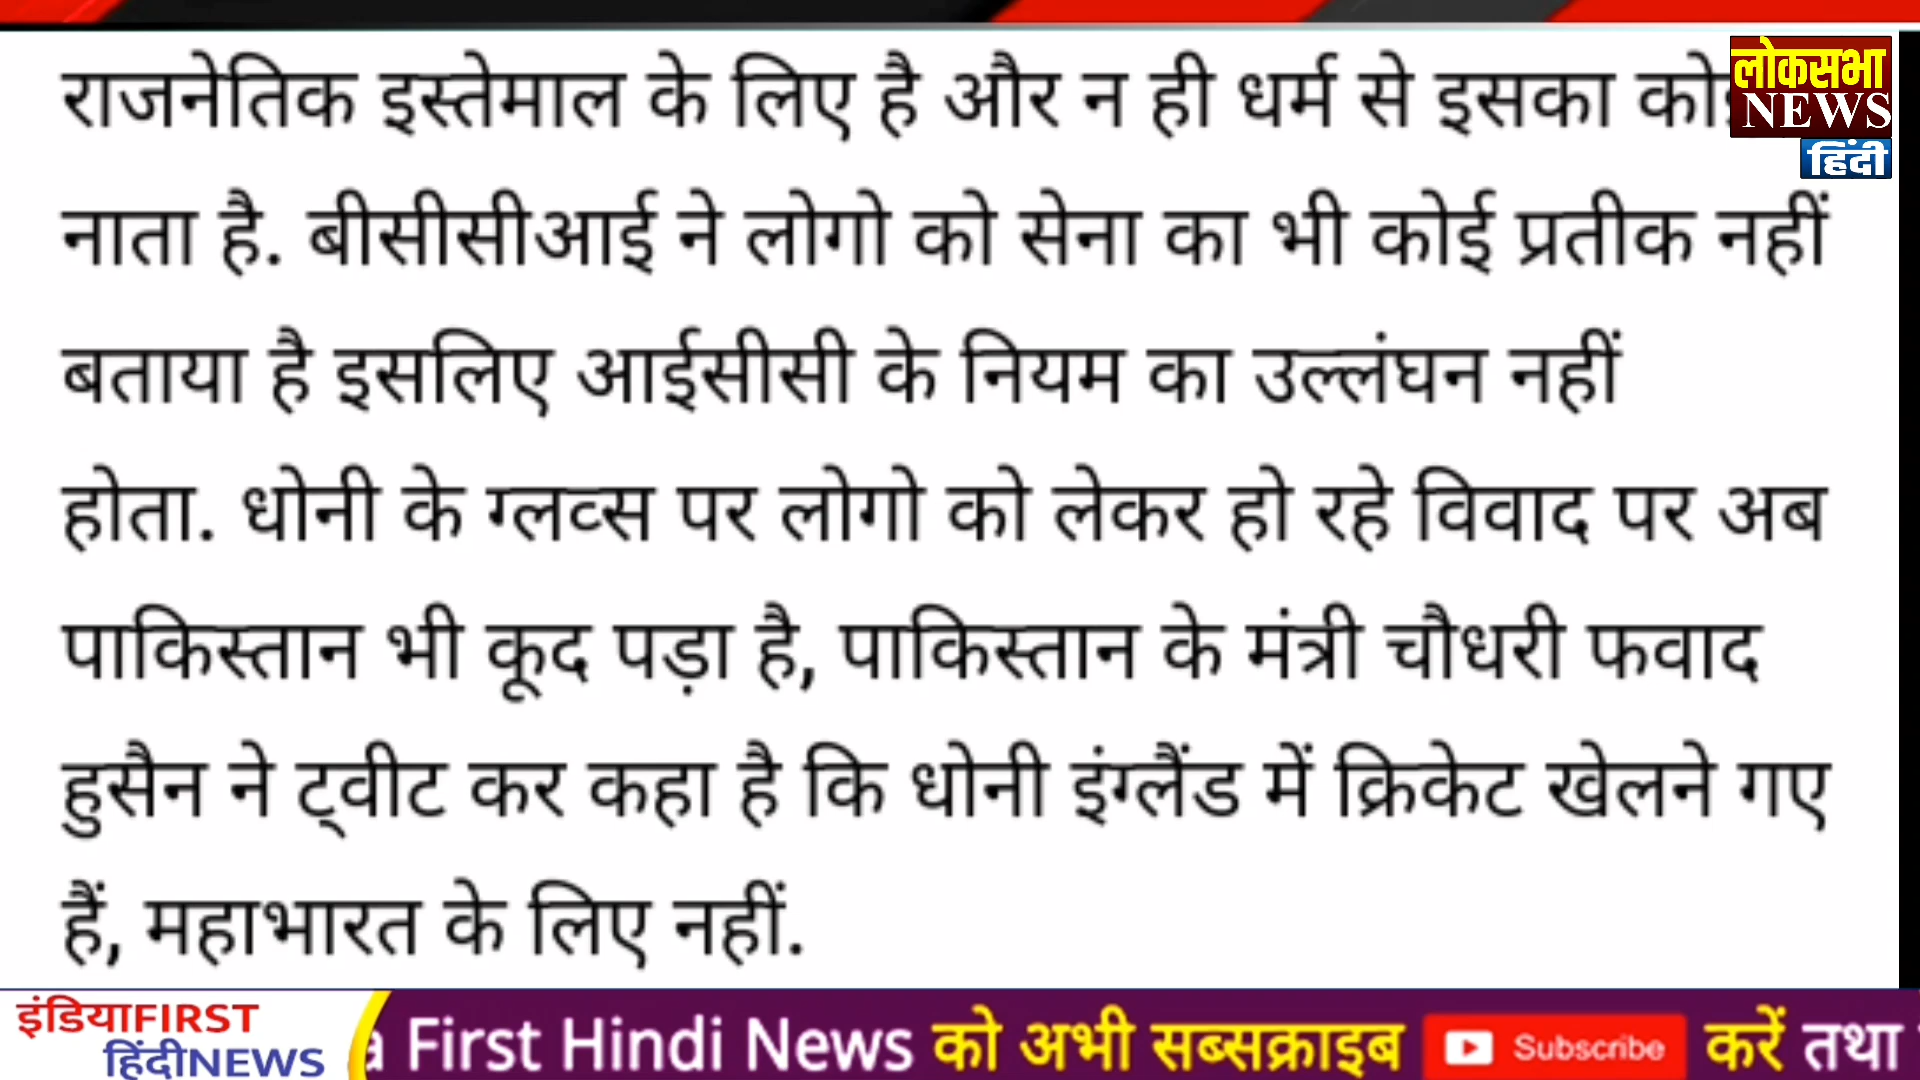 राजनेतिक इस्तेमाल के लिए है और न ही धर्म से इसका
लोकसभा
NEWS
हिंदी
नाता है. बीसीसीआई ने लोगो को सेना का भी कोई प्रतीक नहीं
बताया है इसलिए आईसीसी के नियम का उल्लंघन नहीं
होता. धोनी के ग्लव्स पर लोगो को लेकर हो रहे विवाद पर अब
पाकिस्तान भी कूद पड़ा है, पाकिस्तान के मंत्री चौधरी फवाद
हुसैन ने ट्वीट कर कहा है कि धोनी इंग्लैंड में क्रिकेट खेलने गए
हैं, महाभारत के लिए नहीं.
इंडियाFIRST
हिंदीNEWS
a First Hindi News को अभी सब्सक्राइब Subscribe करें तथा